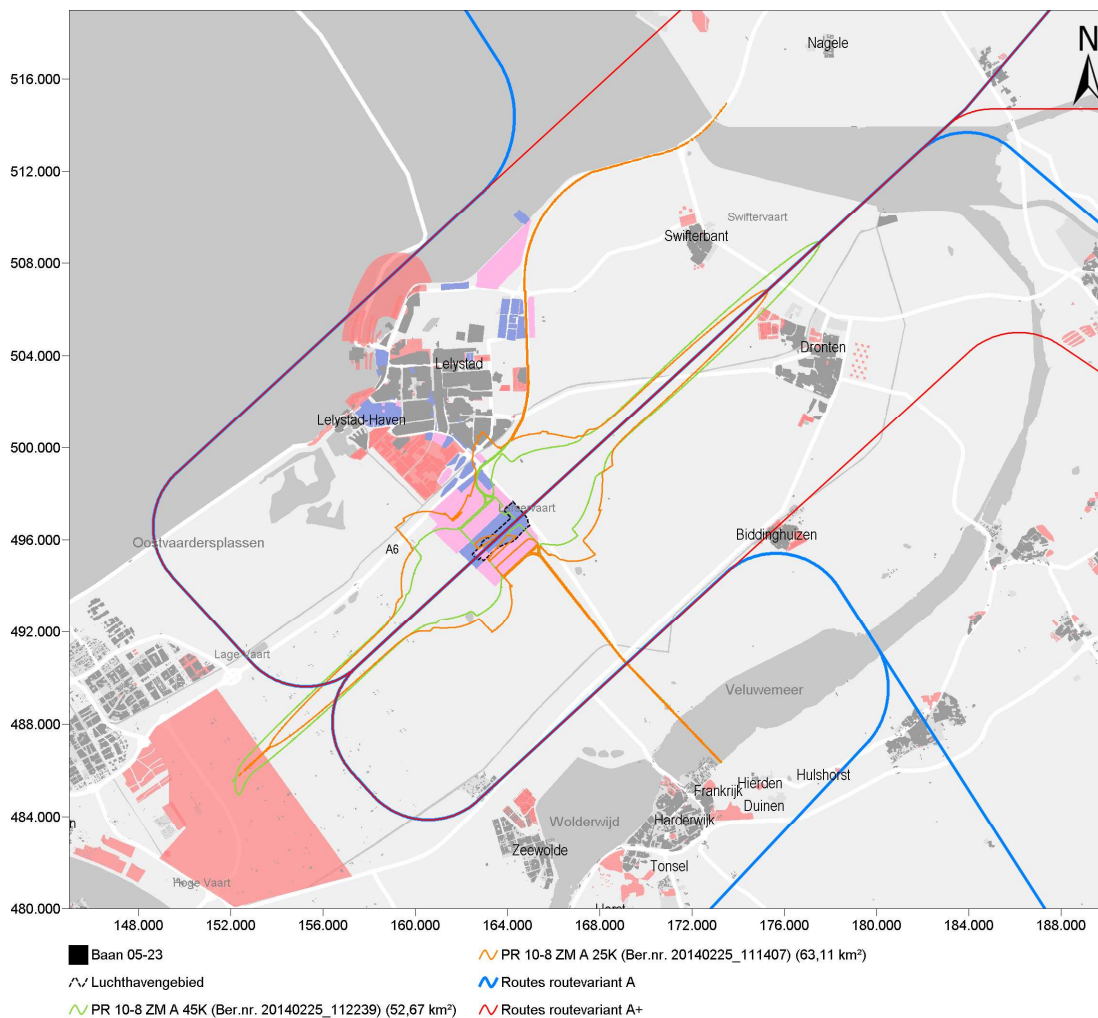 N
Nagele
516.000
512.000
Swiftervaart
Swifterbant
508.000
504.000
Dronten
Lelystad
Lelystad-Haven
500.000
Larservaart
Biddinghuizen
Oostvaardersplassen
A6
496.000
492.000
Lage Vaart
Veluwemeer
488.000
Hulshorst
Hierden
Frankrijk
Duinen
Wolderwijd
Harderwijk
484.000
Zeewolde
Tonsel
Hoge Vaart
Horst
480.000
148.000 152.000 156.000 160.000 164.000 168.000 172.000 176.000 180.000 184.000 188.000
Baan 05-23
Luchthavengebied
PR 10-8 ZM A 45K (Ber.nr. 20140225_112239) (52,67 km²)
PR 10-8 ZM A 25K (Ber.nr. 20140225_111407) (63,11 km²)
Routes routevariant A
Routes routevariant A+